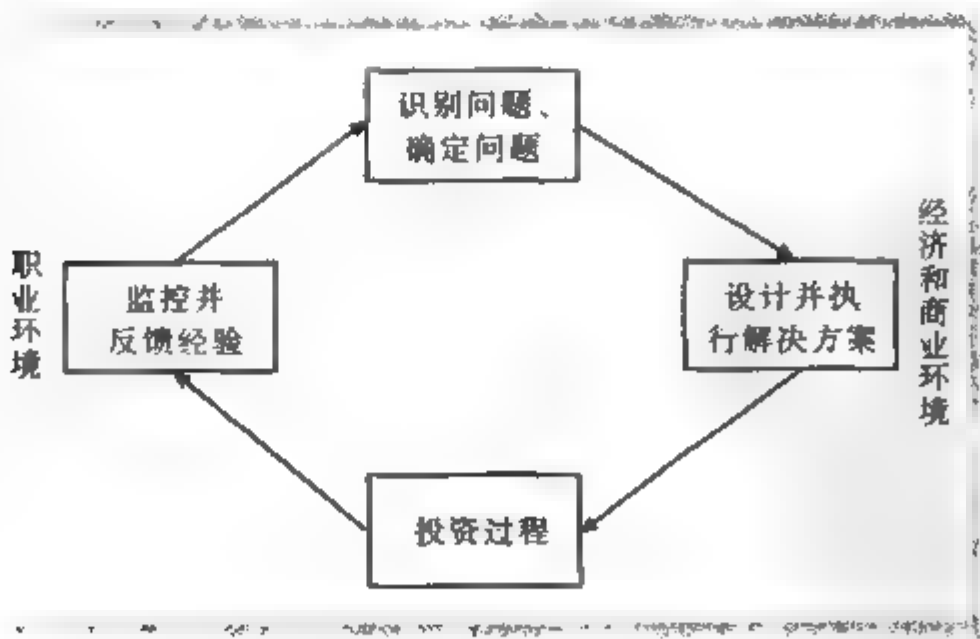 识别问题、
确定问题
职业环境
监控并
反馈经验
设计并执
行解决方案
经济和商业环境
投资过程